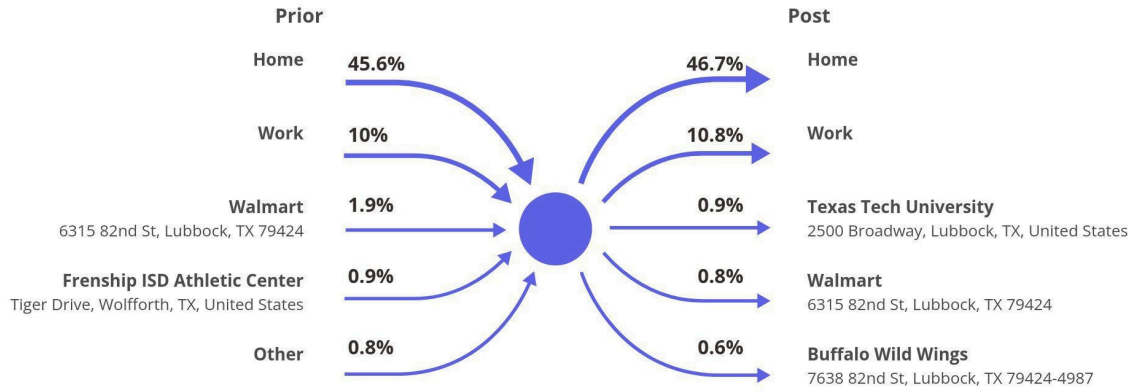 Prior
Post
Home
45.6%
46.7%
Home
Work
10%
10.8%
Work
Walmart
6315 82nd St, Lubbock, TX 79424
1.9%
0.9%
Texas Tech University
2500 Broadway, Lubbock, TX, United States
Frenship ISD Athletic Center
Tiger Drive, Wolfforth, TX, United States
0.9%
0.8%
Walmart
6315 82nd St, Lubbock, TX 79424
Other
0.8%
0.6%
Buffalo Wild Wings
7638 82nd St, Lubbock, TX 79424-4987